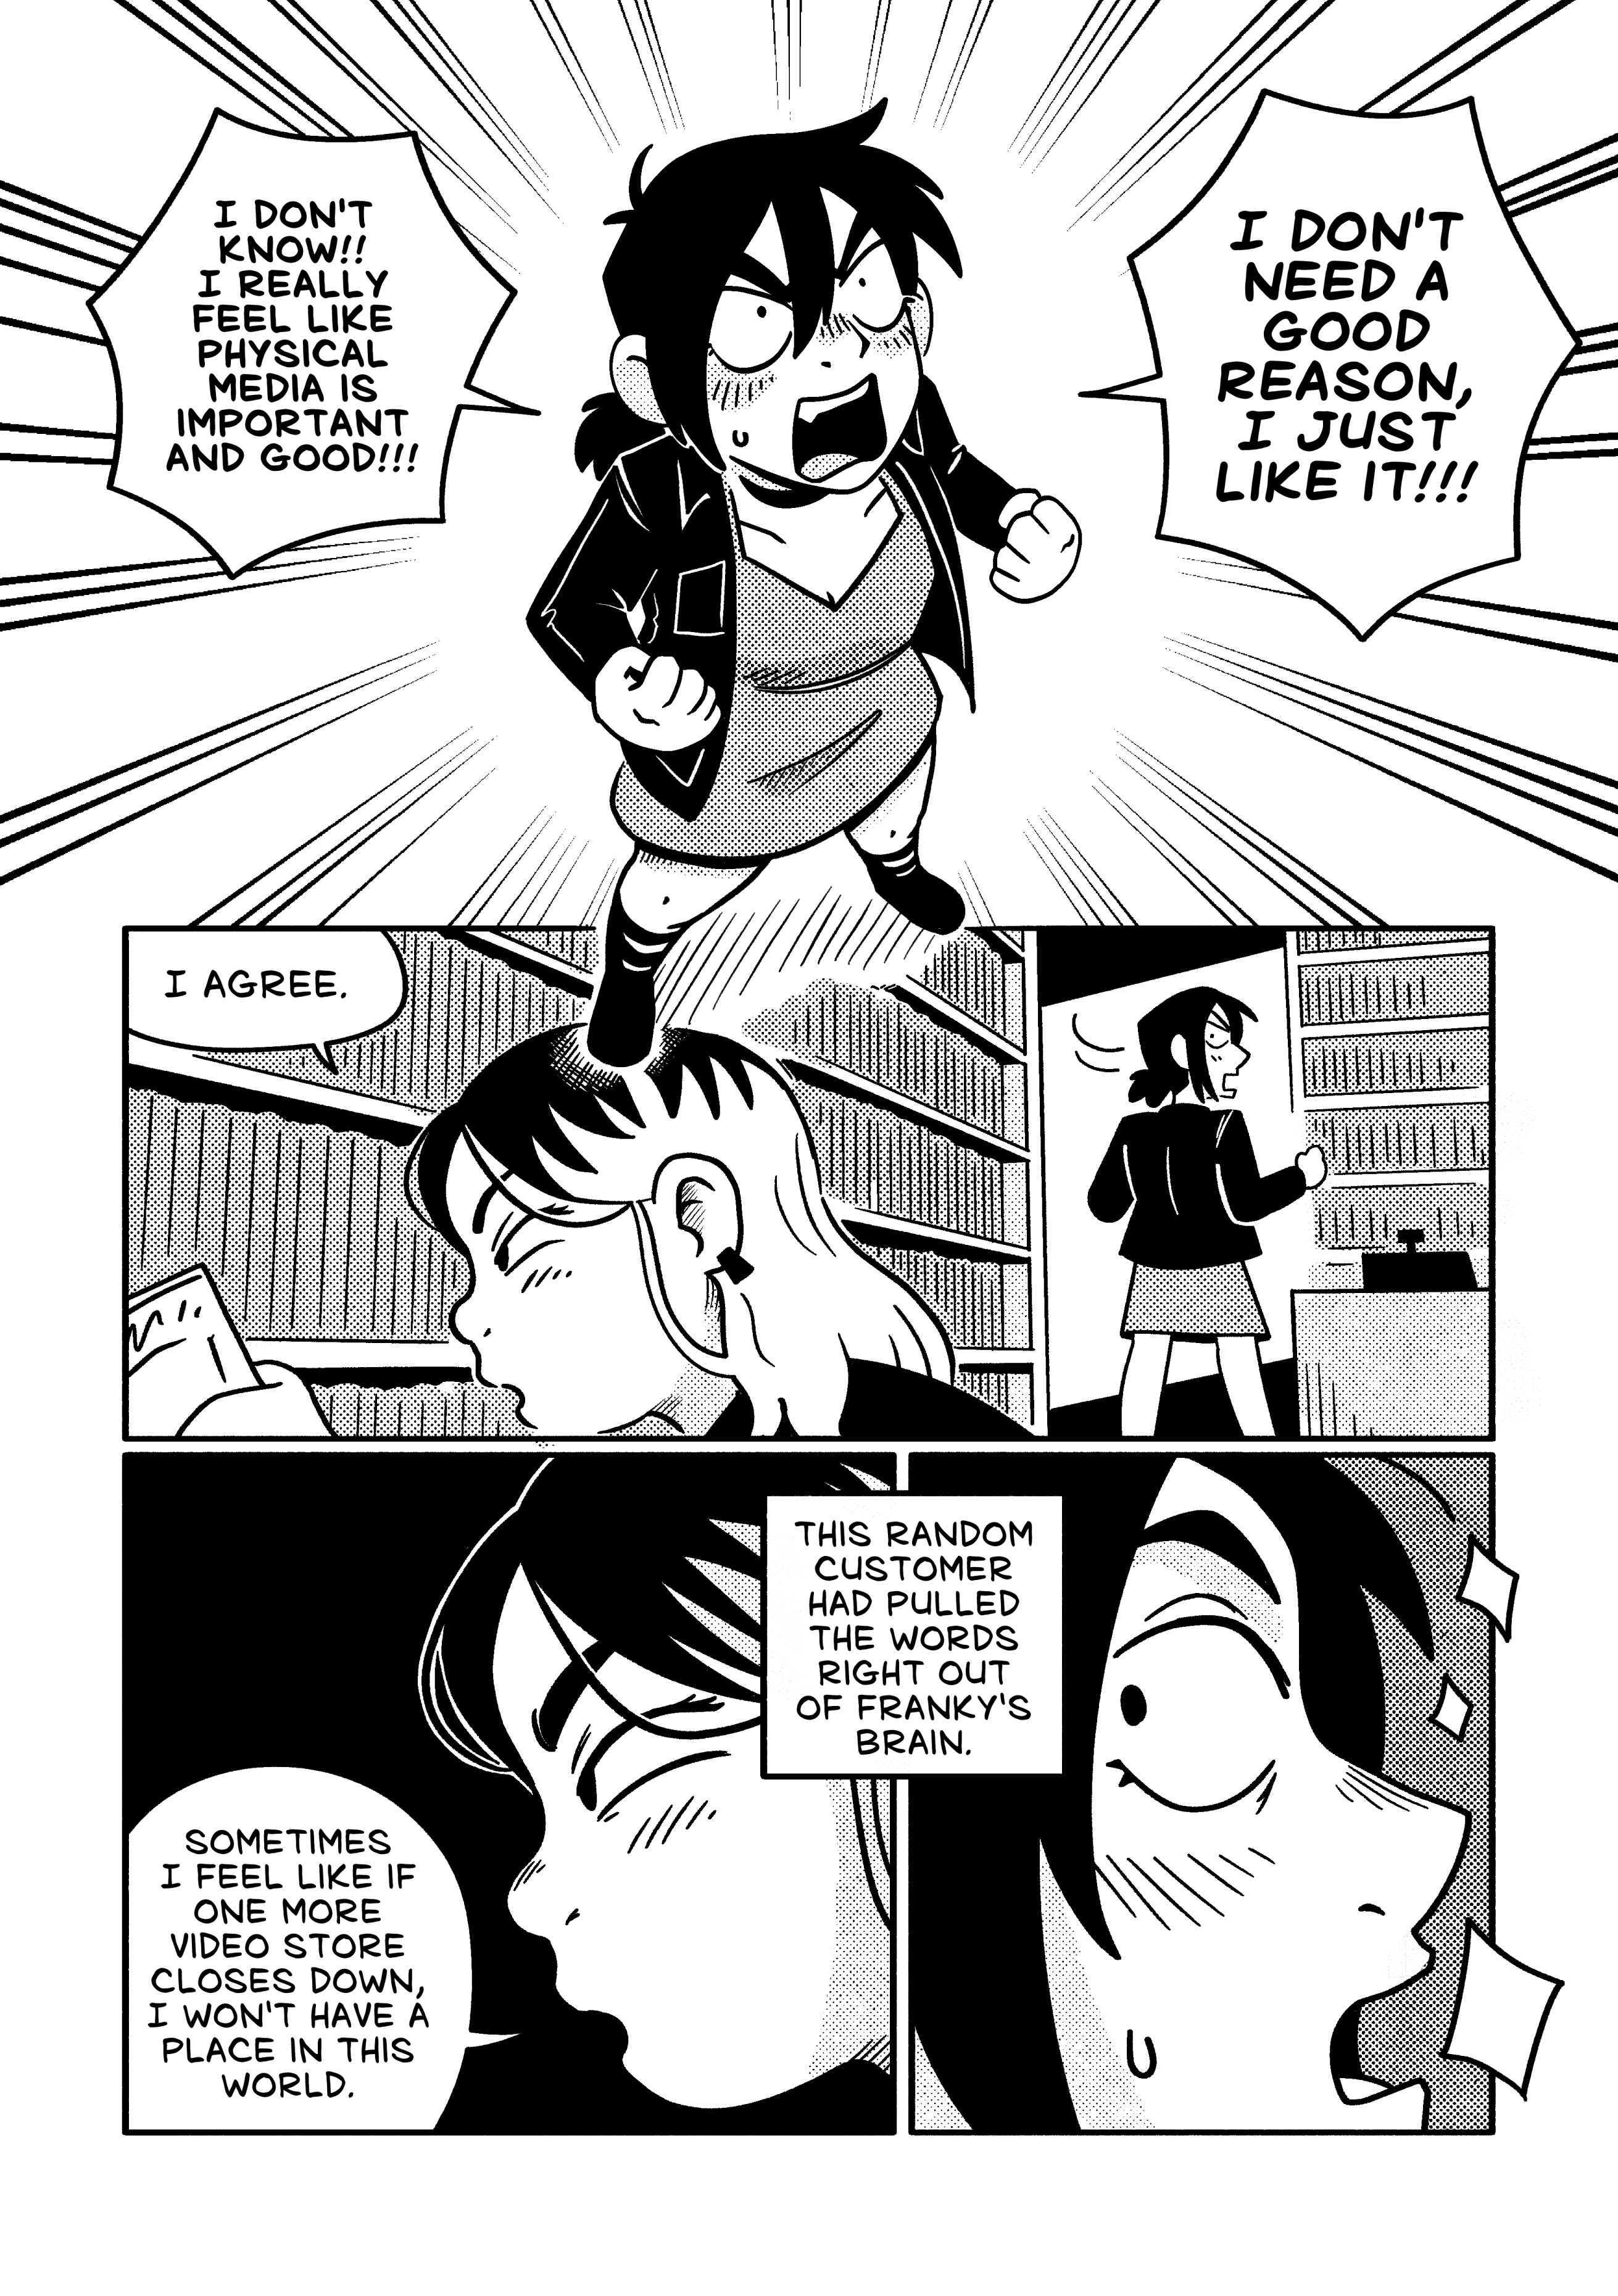 I DON'T
KNOW!!
I REALLY
FEEL LIKE
PHYSICAL
MEDIA IS
IMPORTANT
AND GOOD!!!
I DON'T
NEED A
GOOD
REASON,
I JUST
LIKE IT!!!
I AGREE.
THIS RANDOM
CUSTOMER
HAD PULLED
THE WORDS
RIGHT OUT
OF FRANKY'S
BRAIN.
SOMETIMES
I FEEL LIKE IF
ONE MORE
VIDEO STORE
CLOSES DOWN,
I WON'T HAVE A
PLACE IN THIS
WORLD.